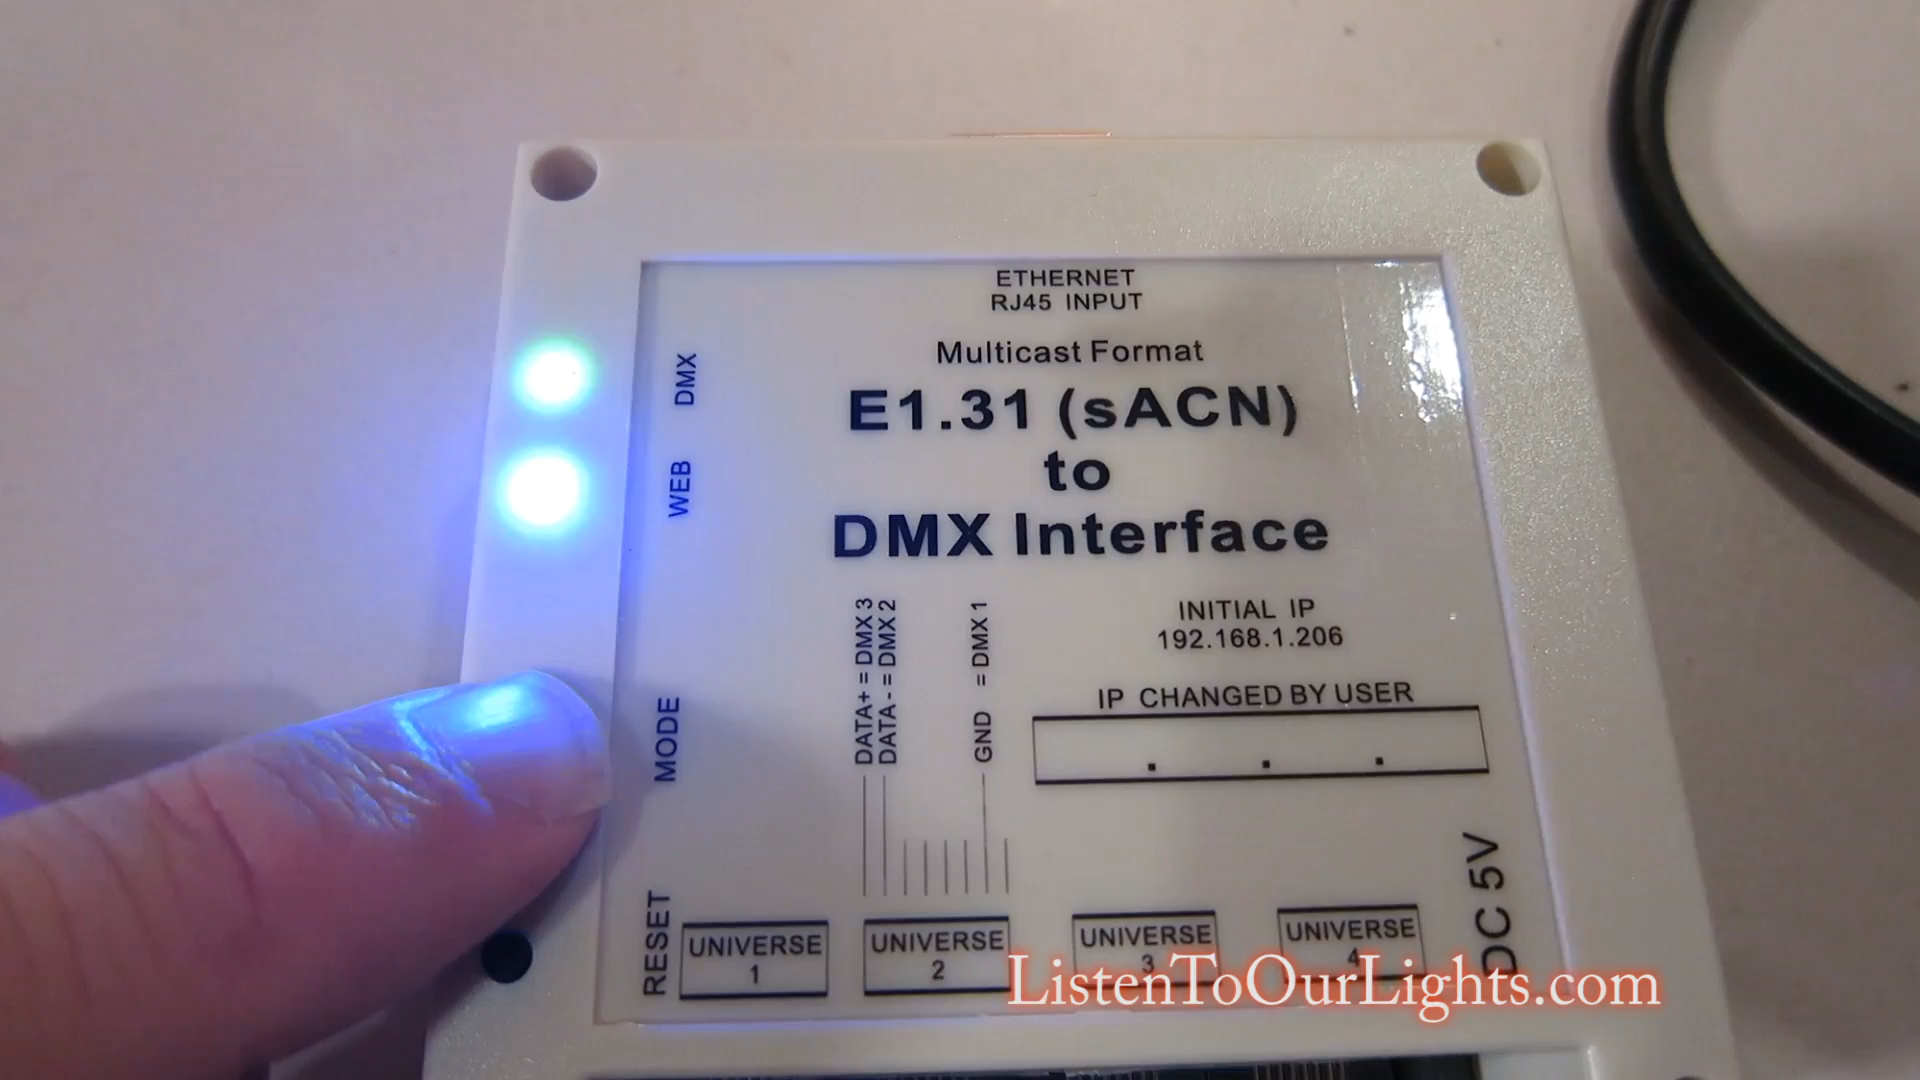 ETHERNET
RJ45 INPUT
Multicast Format
E1.31 (sACN)
to
DMX Interface
DMX
WEB
MODE
RESET
DATA+ = DMX 3
DATA - = DMX 2
GND = DMX 1
INITIAL IP
192.168.1.206
IP CHANGED BY USER
. . .
DC 5V
UNIVERSE
1
UNIVERSE
2
UNIVERSE
3
UNIVERSE
4
ListenToOurLights.com